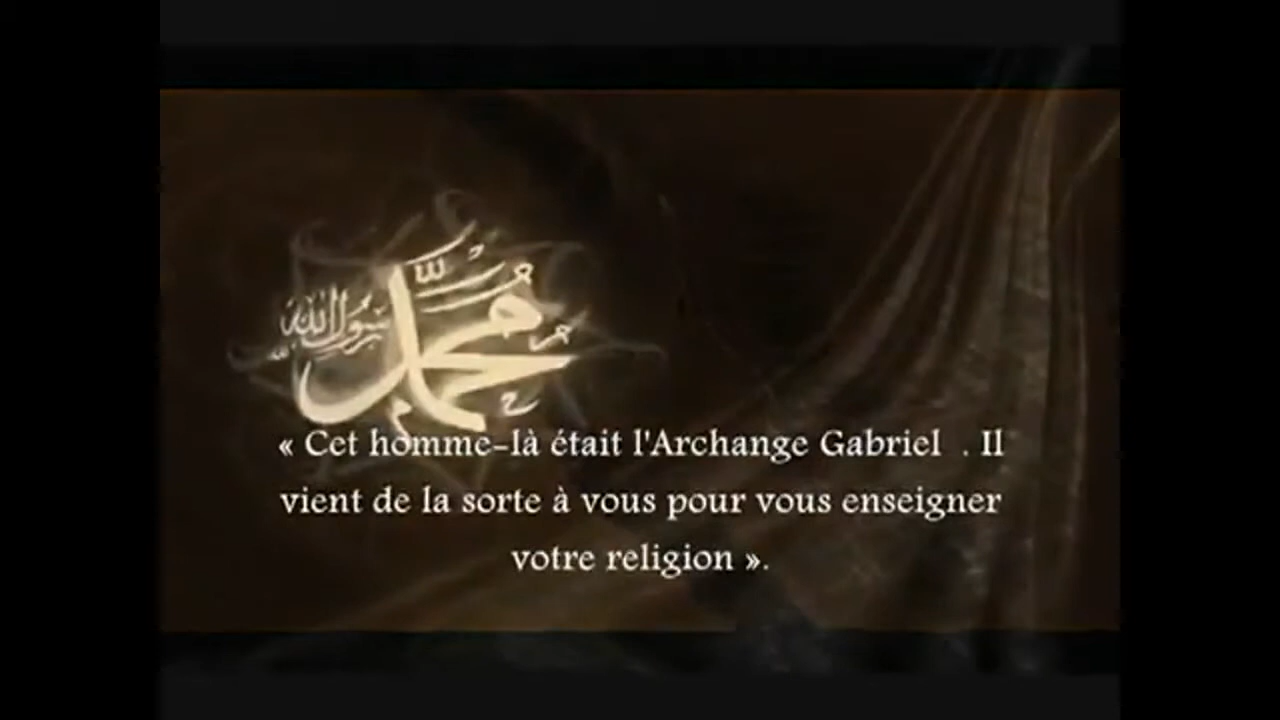 محمد
رسول الله
« Cet homme-là était l'Archange Gabriel . Il
vient de la sorte à vous pour vous enseigner
votre religion ».